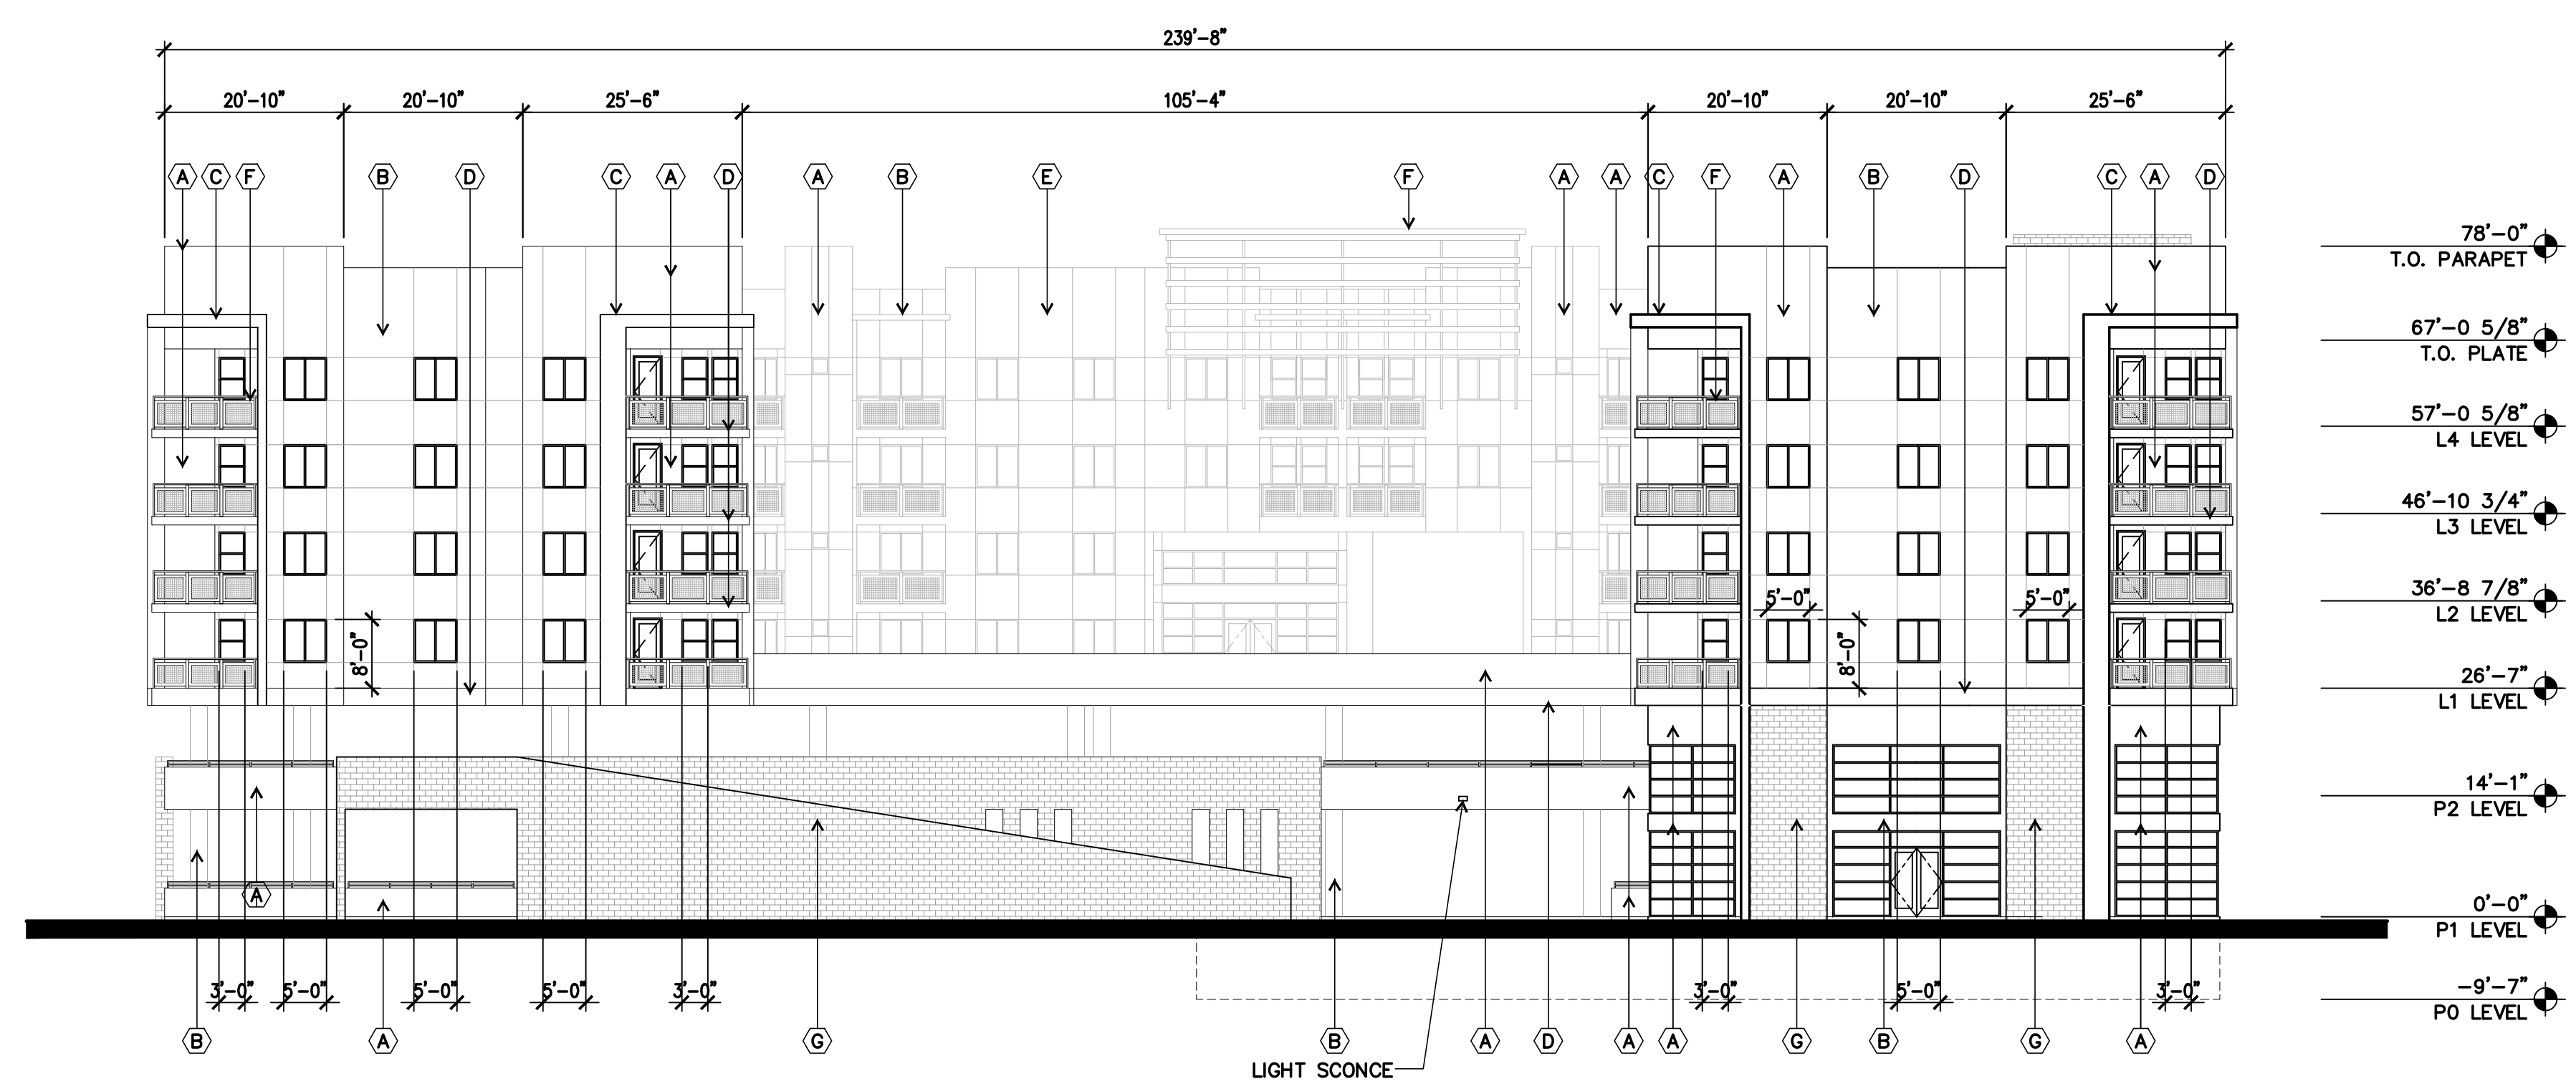 239'-8"
20'-10" 20'-10" 25'-6" 105'-4" 20'-10" 20'-10" 25'-6"
A C F B D C A D A B E F A A C F A B D C A D
78'-0"
T.O. PARAPET
67'-0 5/8"
T.O. PLATE
57'-0 5/8"
L4 LEVEL
46'-10 3/4"
L3 LEVEL
5'-0" 5'-0"
36'-8 7/8"
L2 LEVEL
8'-0" 8'-0"
26'-7"
L1 LEVEL
14'-1"
P2 LEVEL
A
0'-0"
P1 LEVEL
3'-0" 5'-0" 5'-0" 5'-0" 3'-0" 3'-0" 5'-0" 3'-0"
-9'-7"
P0 LEVEL
B A G B A D A A G B G A
LIGHT SCONCE